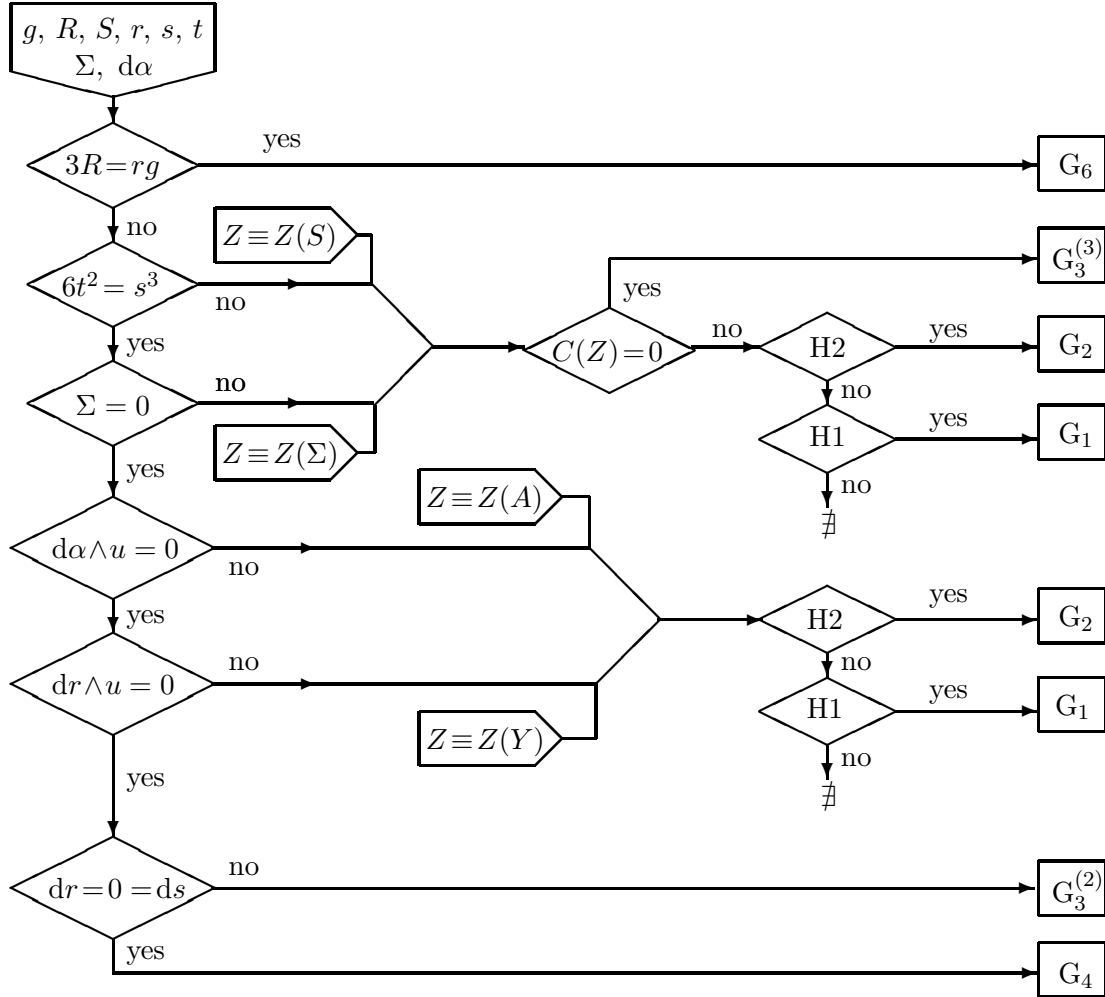 g, R, S, r, s, t
Σ, dα
3R = rg
yes
G₆
no
Z ≡ Z(S)
6t² = s³
no
G₃⁽³⁾
yes
yes
C(Z) = 0
no
H2
yes
G₂
no
Σ = 0
no
Z ≡ Z(Σ)
H1
yes
G₁
no
∄
yes
Z ≡ Z(A)
dα∧u = 0
no
yes
H2
yes
G₂
no
dr∧u = 0
no
Z ≡ Z(Y)
H1
yes
G₁
no
∄
yes
dr = 0 = ds
no
G₃⁽²⁾
yes
G₄